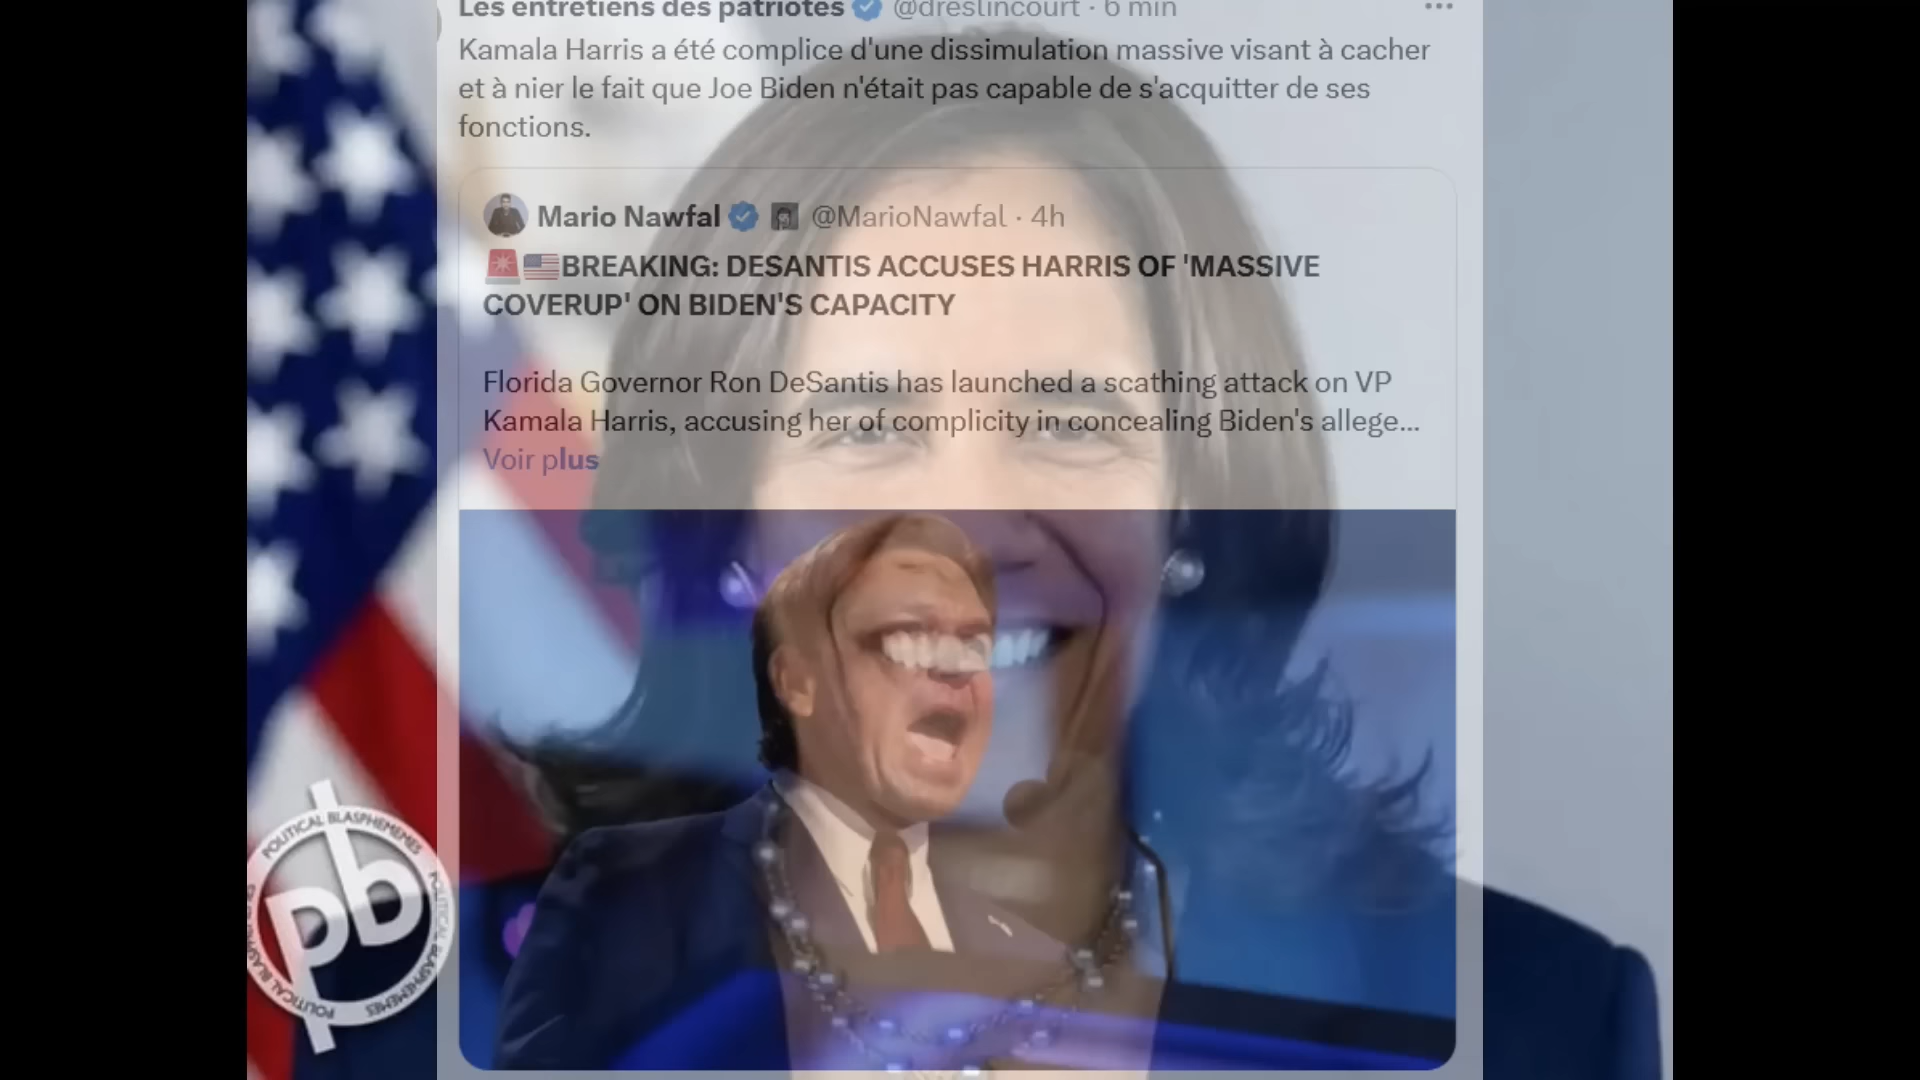 Les entretiens des patriotes @dreslincourt · 6 min
Kamala Harris a été complice d'une dissimulation massive visant à cacher
et à nier le fait que Joe Biden n'était pas capable de s'acquitter de ses
fonctions.
Mario Nawfal @MarioNawfal · 4h
🚨🇺🇸BREAKING: DESANTIS ACCUSES HARRIS OF 'MASSIVE
COVERUP' ON BIDEN'S CAPACITY
Florida Governor Ron DeSantis has launched a scathing attack on VP
Kamala Harris, accusing her of complicity in concealing Biden's allege...
Voir plus
POLITICAL BLASPHEMEMES
pb